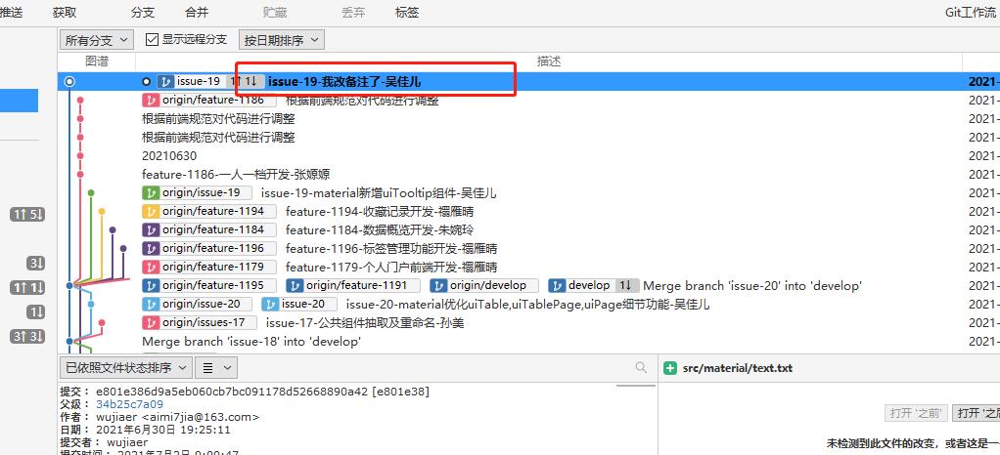 推送 获取 分支 合并 贮藏 丢弃 标签 Git工作流
所有分支 显示远程分支 按日期排序
图谱 描述
issue-19 1↑ 1↓ issue-19-我改备注了-吴佳儿 2021-
origin/feature-1186 根据前端规范对代码进行调整 2021-
根据前端规范对代码进行调整 2021-
根据前端规范对代码进行调整 2021-
20210630 2021-
feature-1186-一人一档开发-张嫄嫄 2021-
origin/issue-19 issue-19-material新增uiTooltip组件-吴佳儿 2021-
1↑ 5↓ origin/feature-1194 feature-1194-收藏记录开发-禤雁晴 2021-
origin/feature-1184 feature-1184-数据概览开发-朱婉玲 2021-
origin/feature-1196 feature-1196-标签管理功能开发-禤雁晴 2021-
3↓ origin/feature-1179 feature-1179-个人门户前端开发-禤雁晴 2021-
1↑ 1↓ origin/feature-1195 origin/feature-1191 origin/develop develop 1↓ Merge branch 'issue-20' into 'develop' 2021-
1↓ origin/issue-20 issue-20 issue-20-material优化uiTable,uiTablePage,uiPage细节功能-吴佳儿 2021-
origin/issues-17 issue-17-公共组件抽取及重命名-孙美 2021-
3↑ 3↓ Merge branch 'issue-18' into 'develop' 2021-
已依照文件状态排序 src/material/text.txt
提交： e801e386d9a5eb060cb7bc091178d52668890a42 [e801e38]
父级： 34b25c7a09
作者： wujiaer <aimi7jia@163.com>
打开 '之前' 打开 '之后
日期： 2021年6月30日 19:25:11
提交者： wujiaer
未检测到此文件的改变，或者这是一
提交时间： 2021年7月2日 9:09:47